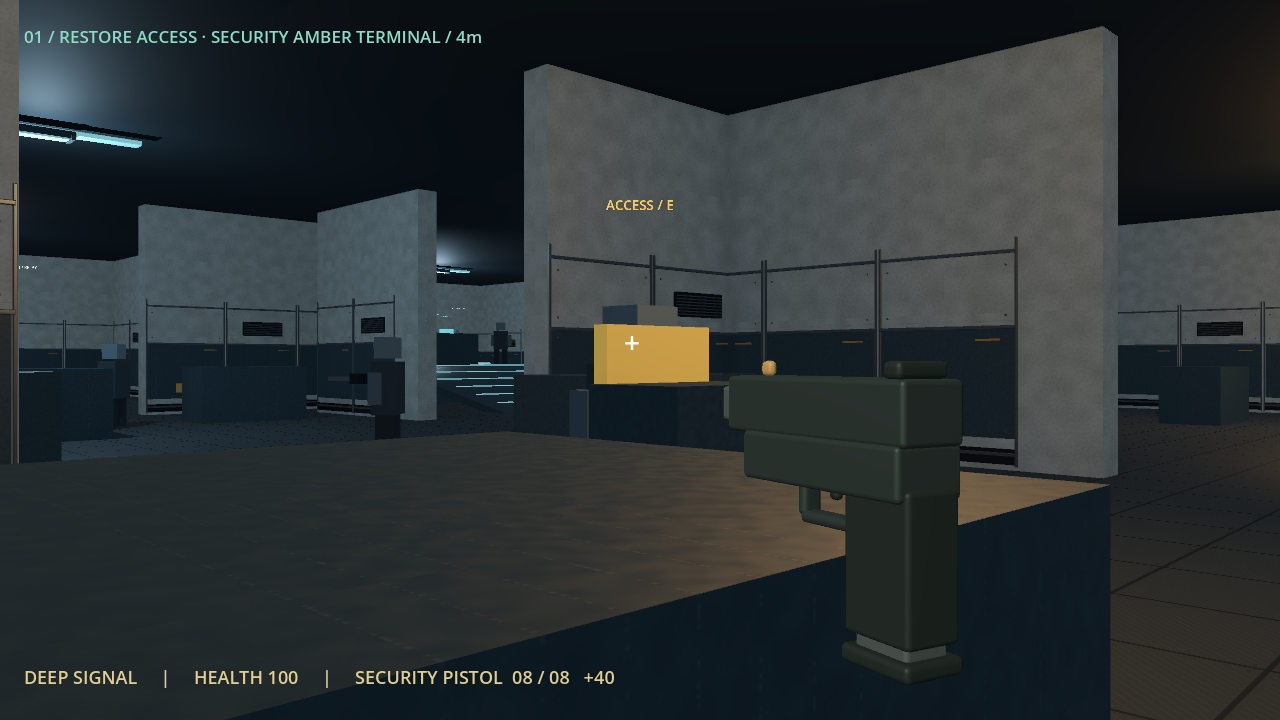 01 / RESTORE ACCESS · SECURITY AMBER TERMINAL / 4m
ACCESS / E
DEEP SIGNAL | HEALTH 100 | SECURITY PISTOL 08 / 08 +40